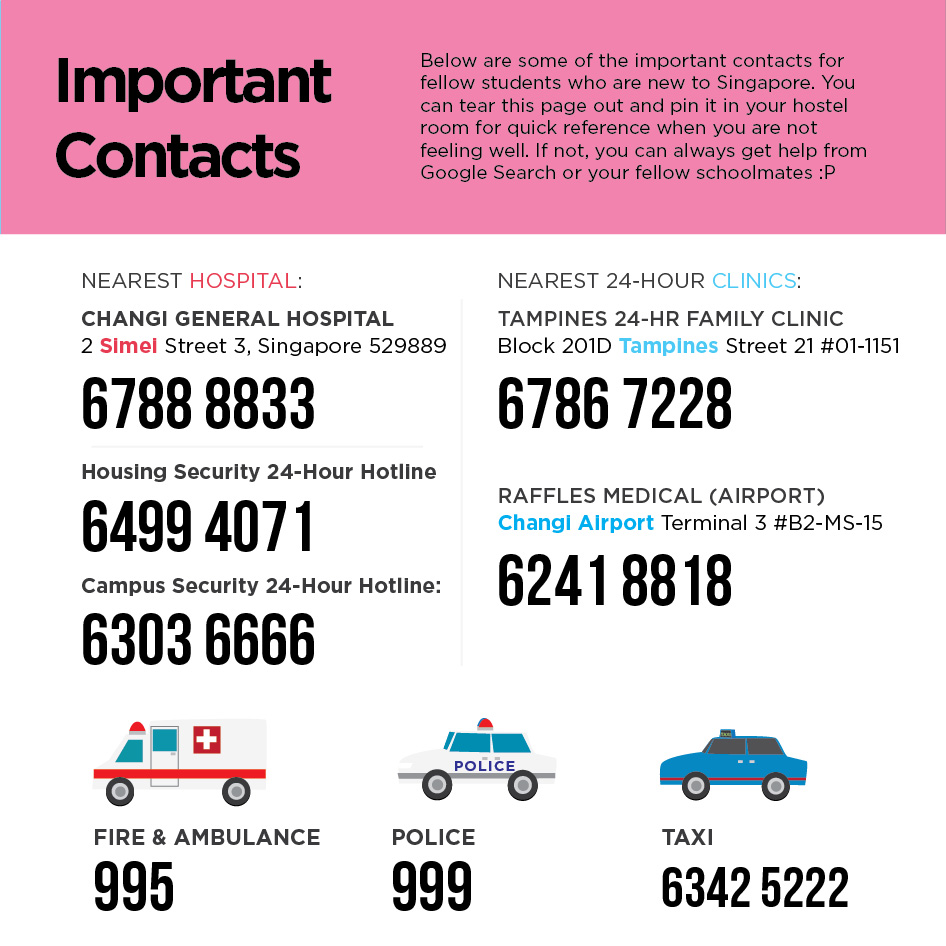 Important
Contacts
Below are some of the important contacts for
fellow students who are new to Singapore. You
can tear this page out and pin it in your hostel
room for quick reference when you are not
feeling well. If not, you can always get help from
Google Search or your fellow schoolmates :P
NEAREST HOSPITAL:
CHANGI GENERAL HOSPITAL
2 Simei Street 3, Singapore 529889
6788 8833
Housing Security 24-Hour Hotline
6499 4071
Campus Security 24-Hour Hotline:
6303 6666
NEAREST 24-HOUR CLINICS:
TAMPINES 24-HR FAMILY CLINIC
Block 201D Tampines Street 21 #01-1151
6786 7228
RAFFLES MEDICAL (AIRPORT)
Changi Airport Terminal 3 #B2-MS-15
6241 8818
FIRE & AMBULANCE
995
POLICE
POLICE
999
TAXI
TAXI
6342 5222